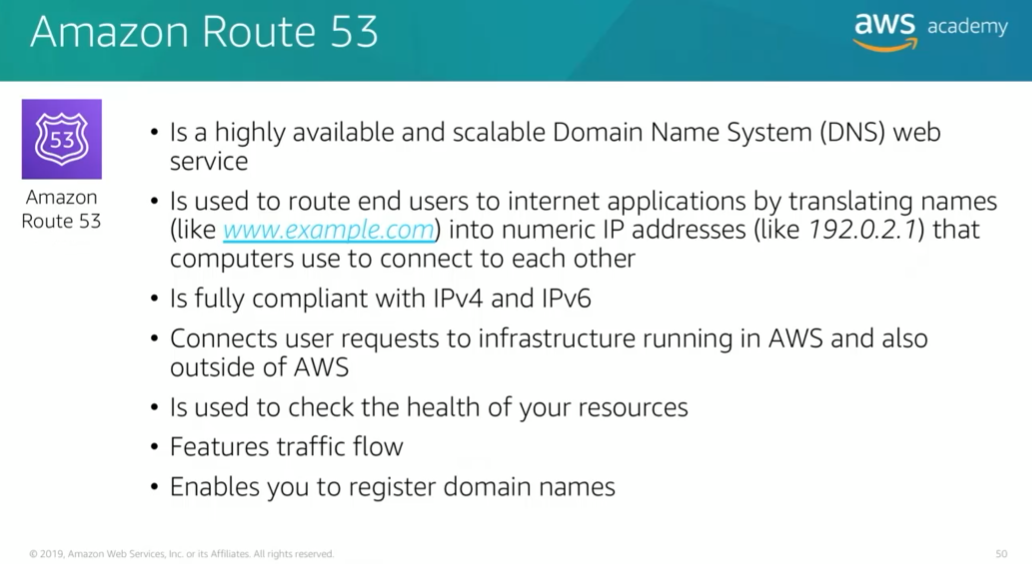 Amazon Route 53
aws academy
53
Amazon
Route 53
• Is a highly available and scalable Domain Name System (DNS) web
service
• Is used to route end users to internet applications by translating names
(like www.example.com) into numeric IP addresses (like 192.0.2.1) that
computers use to connect to each other
• Is fully compliant with IPv4 and IPv6
• Connects user requests to infrastructure running in AWS and also
outside of AWS
• Is used to check the health of your resources
• Features traffic flow
• Enables you to register domain names
© 2019, Amazon Web Services, Inc. or its Affiliates. All rights reserved.
50